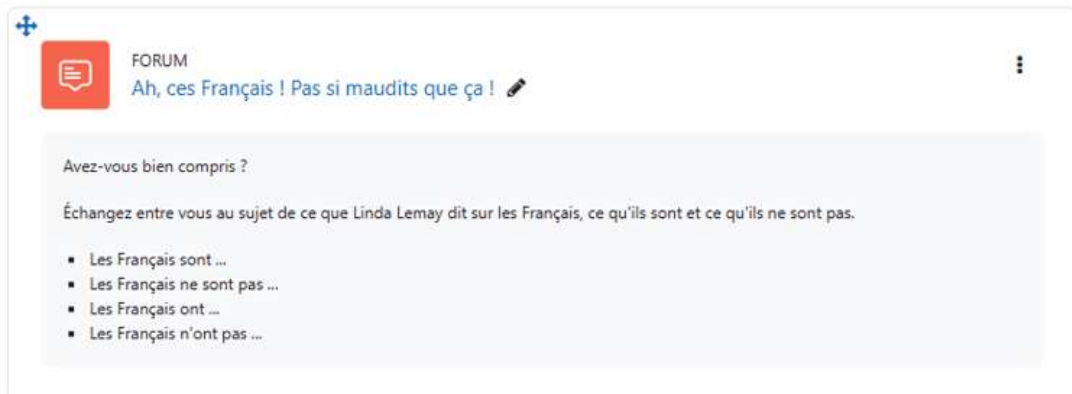 FORUM
Ah, ces Français ! Pas si maudits que ça !
Avez-vous bien compris ?
Échangez entre vous au sujet de ce que Linda Lemay dit sur les Français, ce qu'ils sont et ce qu'ils ne sont pas.
▪ Les Français sont ...
▪ Les Français ne sont pas ...
▪ Les Français ont ...
▪ Les Français n'ont pas ...